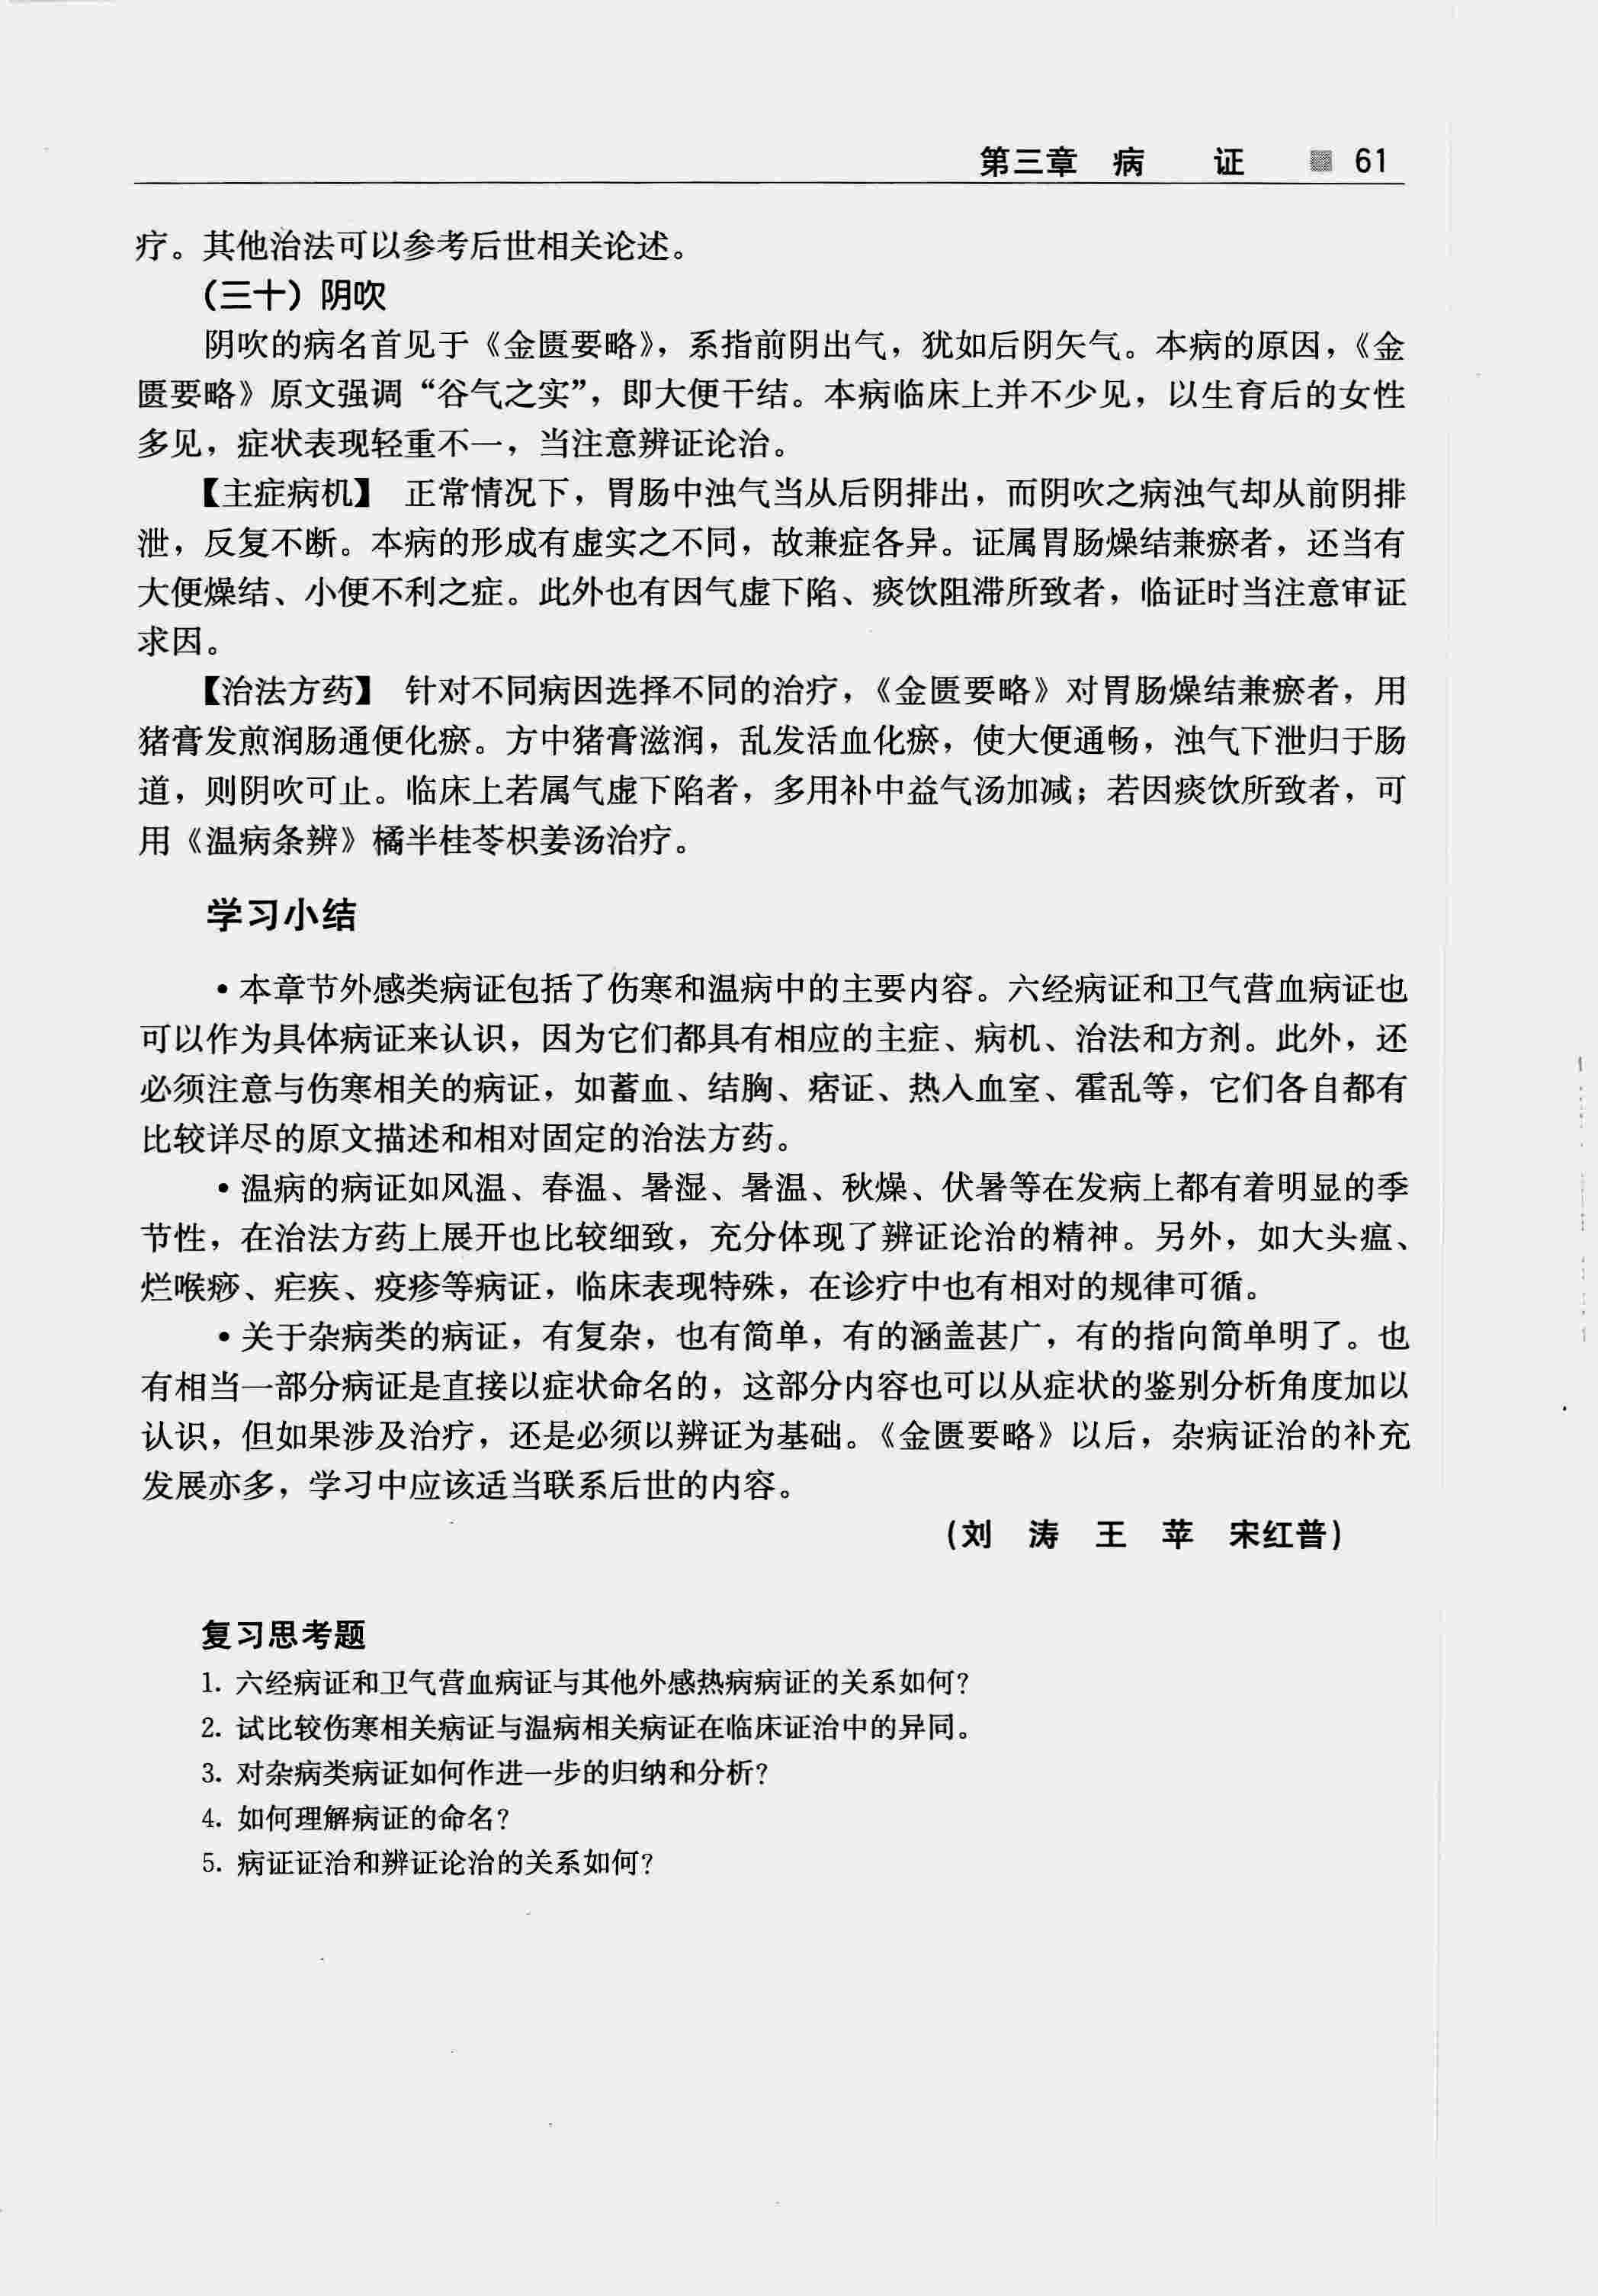 第三章 病 证 61
疗。其他治法可以参考后世相关论述。
（三十）阴吹
阴吹的病名首见于《金匮要略》，系指前阴出气，犹如后阴矢气。本病的原因，《金
匮要略》原文强调“谷气之实”，即大便干结。本病临床上并不少见，以生育后的女性
多见，症状表现轻重不一，当注意辨证论治。
【主症病机】 正常情况下，胃肠中浊气当从后阴排出，而阴吹之病浊气却从前阴排
泄，反复不断。本病的形成有虚实之不同，故兼症各异。证属胃肠燥结兼瘀者，还当有
大便燥结、小便不利之症。此外也有因气虚下陷、痰饮阻滞所致者，临证时当注意审证
求因。
【治法方药】 针对不同病因选择不同的治疗，《金匮要略》对胃肠燥结兼瘀者，用
猪膏发煎润肠通便化瘀。方中猪膏滋润，乱发活血化瘀，使大便通畅，浊气下泄归于肠
道，则阴吹可止。临床上若属气虚下陷者，多用补中益气汤加减；若因痰饮所致者，可
用《温病条辨》橘半桂苓枳姜汤治疗。
学习小结
•本章节外感类病证包括了伤寒和温病中的主要内容。六经病证和卫气营血病证也
可以作为具体病证来认识，因为它们都具有相应的主症、病机、治法和方剂。此外，还
必须注意与伤寒相关的病证，如蓄血、结胸、痞证、热入血室、霍乱等，它们各自都有
比较详尽的原文描述和相对固定的治法方药。
•温病的病证如风温、春温、暑湿、暑温、秋燥、伏暑等在发病上都有着明显的季
节性，在治法方药上展开也比较细致，充分体现了辨证论治的精神。另外，如大头瘟、
烂喉痧、疟疾、疫疹等病证，临床表现特殊，在诊疗中也有相对的规律可循。
•关于杂病类的病证，有复杂，也有简单，有的涵盖甚广，有的指向简单明了。也
有相当一部分病证是直接以症状命名的，这部分内容也可以从症状的鉴别分析角度加以
认识，但如果涉及治疗，还是必须以辨证为基础。《金匮要略》以后，杂病证治的补充
发展亦多，学习中应该适当联系后世的内容。
（刘 涛 王 苹 宋红普）
复习思考题
1. 六经病证和卫气营血病证与其他外感热病病证的关系如何？
2. 试比较伤寒相关病证与温病相关病证在临床证治中的异同。
3. 对杂病类病证如何作进一步的归纳和分析？
4. 如何理解病证的命名？
5. 病证证治和辨证论治的关系如何？